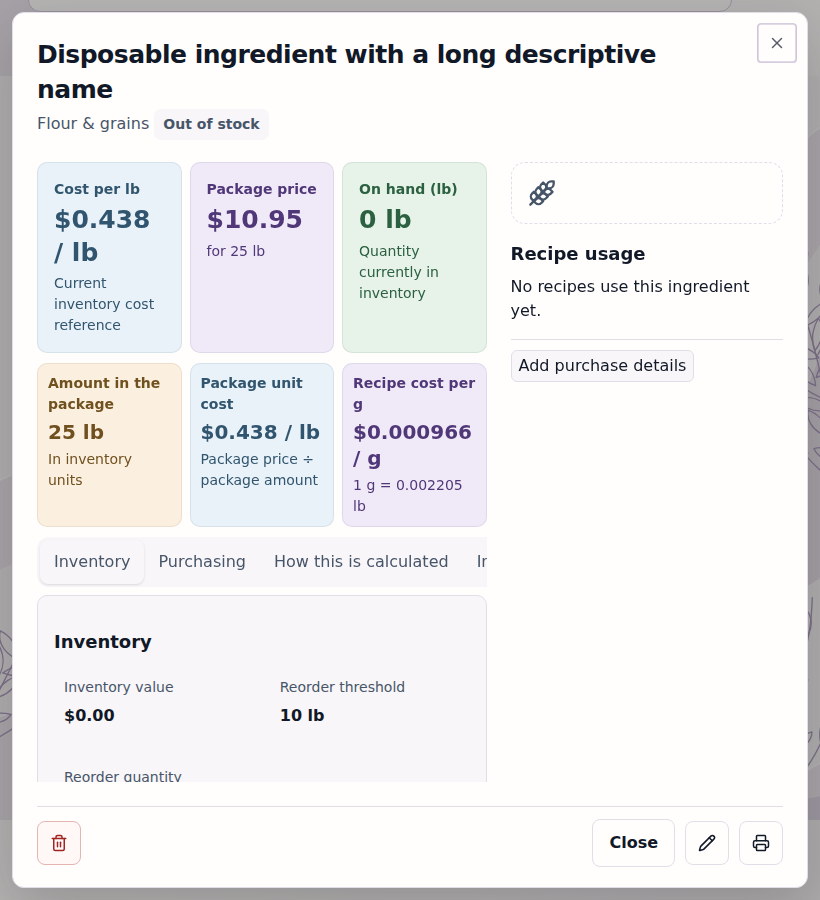 Disposable ingredient with a long descriptive
name
Flour & grains Out of stock
Cost per lb
$0.438
/ lb
Current
inventory cost
reference
Package price
$10.95
for 25 lb
On hand (lb)
0 lb
Quantity
currently in
inventory
Amount in the
package
25 lb
In inventory
units
Package unit
cost
$0.438 / lb
Package price ÷
package amount
Recipe cost per
g
$0.000966
/ g
1 g = 0.002205
lb
Inventory Purchasing How this is calculated
Inventory
Inventory value
$0.00
Reorder threshold
10 lb
Reorder quantity
Recipe usage
No recipes use this ingredient
yet.
Add purchase details
Close